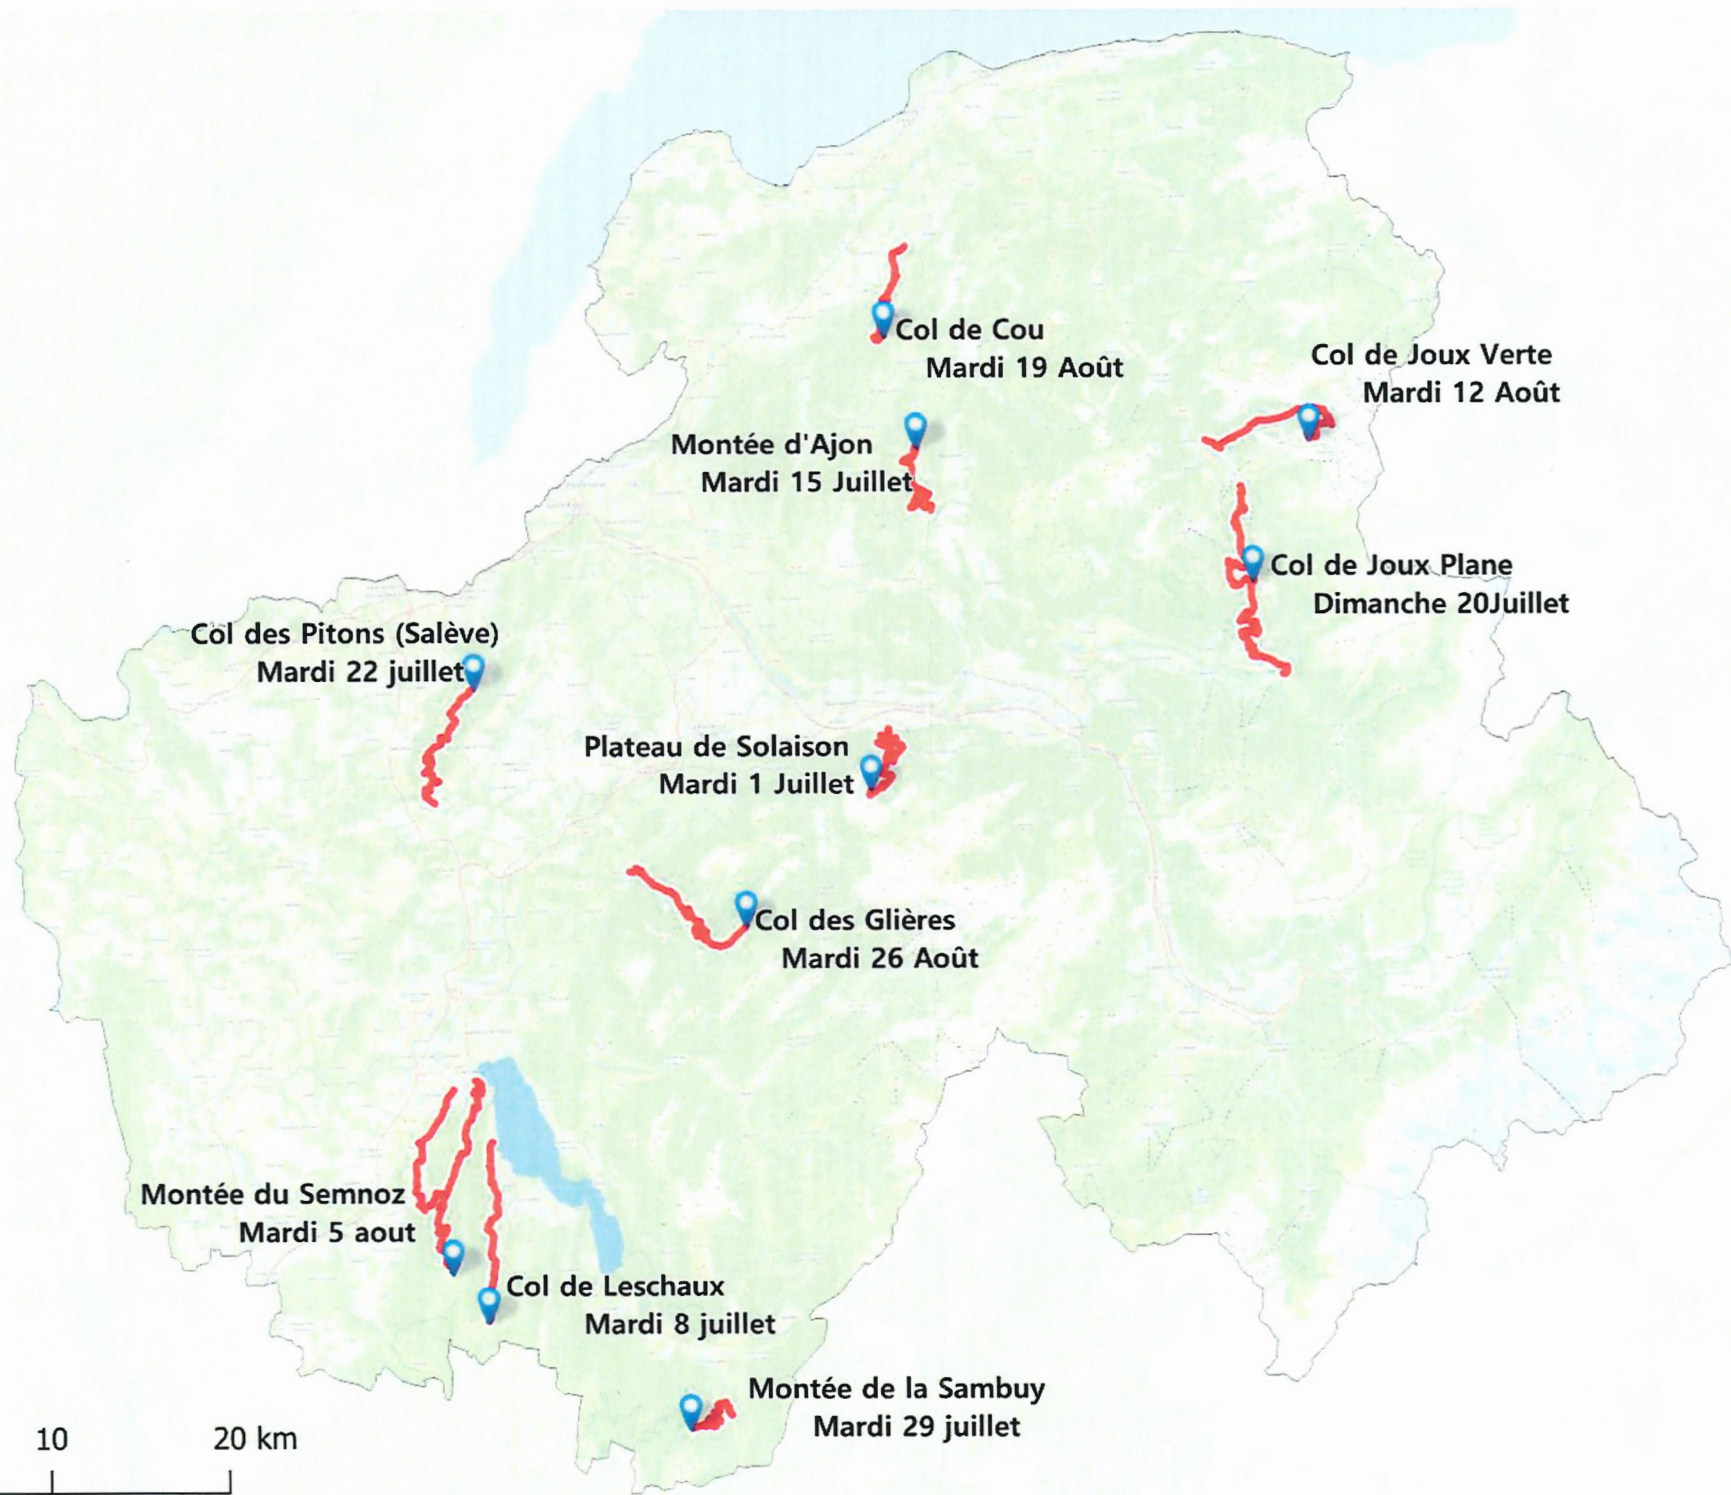 Col de Cou
Mardi 19 Août
Col de Joux Verte
Mardi 12 Août
Montée d'Ajon
Mardi 15 Juillet
Col de Joux Plane
Dimanche 20Juillet
Col des Pitons (Salève)
Mardi 22 juillet
Plateau de Solaison
Mardi 1 Juillet
Col des Glières
Mardi 26 Août
Montée du Semnoz
Mardi 5 aout
Col de Leschaux
Mardi 8 juillet
Montée de la Sambuy
Mardi 29 juillet
10 20 km